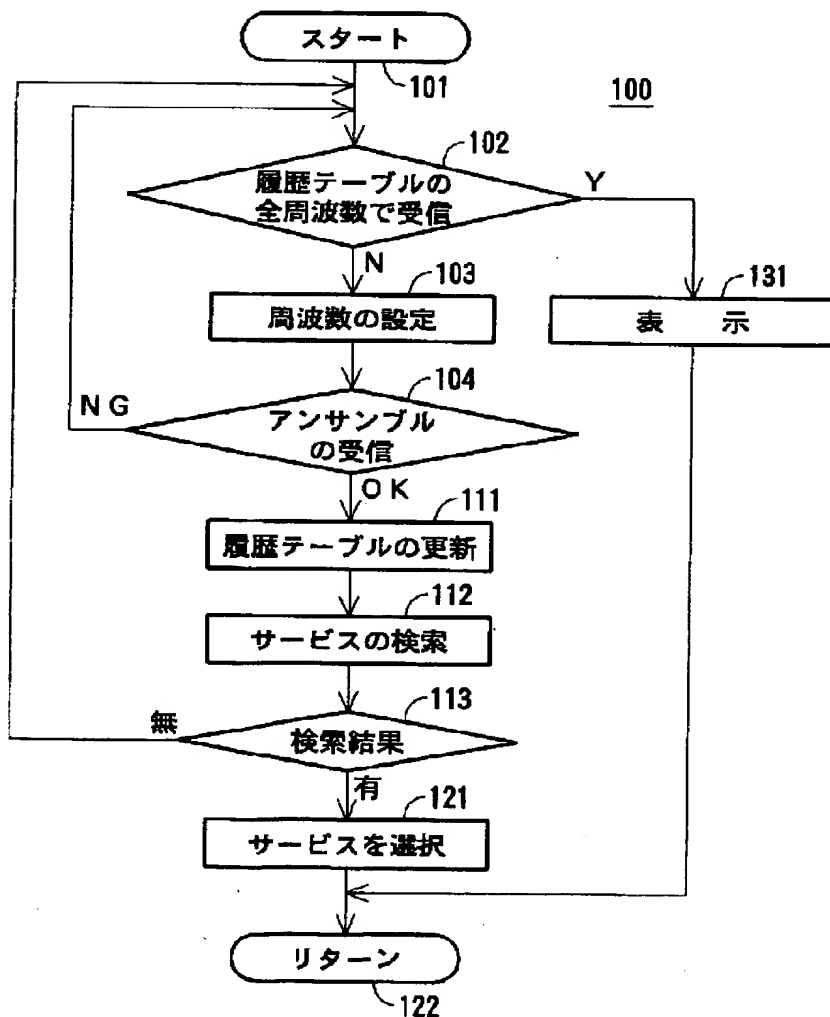 スタート
101
100
102
履歴テーブルの
全周波数で受信
Y
N
103
周波数の設定
131
表 示
104
NG
アンサンブル
の受信
OK
111
履歴テーブルの更新
112
サービスの検索
113
無
検索結果
有
121
サービスを選択
リターン
122